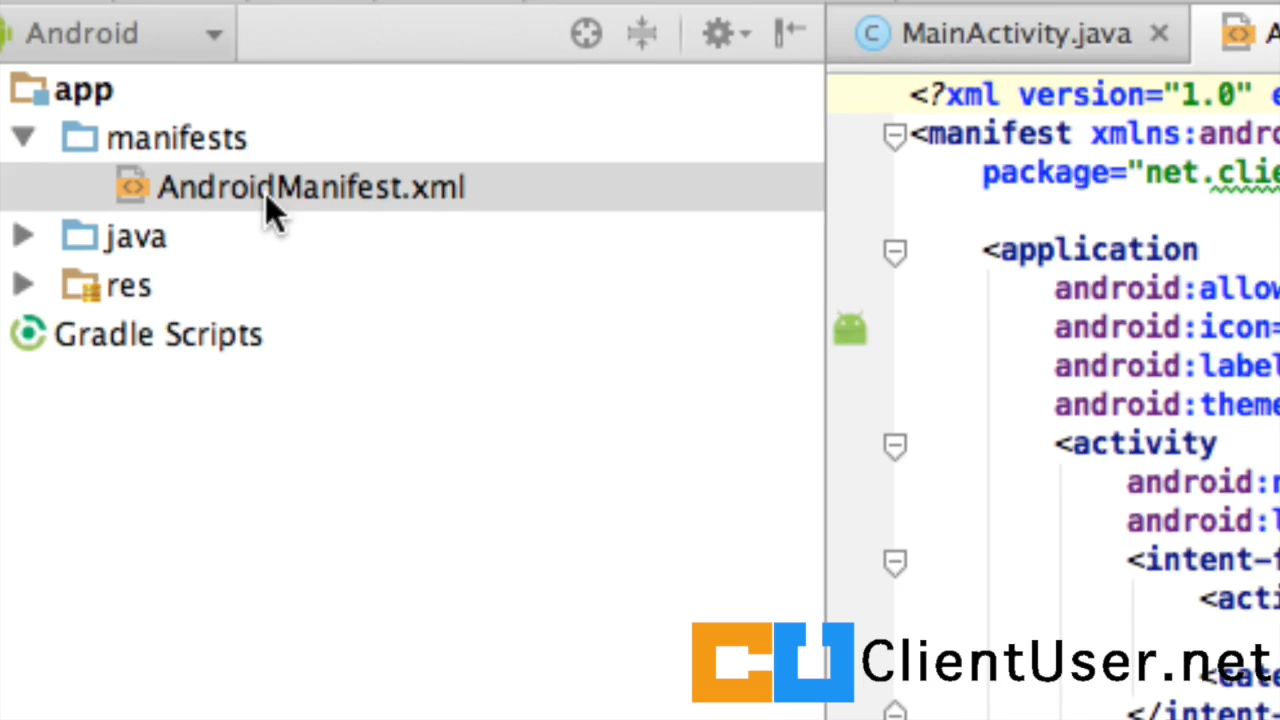 Android
MainActivity.java
app
manifests
AndroidManifest.xml
java
res
Gradle Scripts
<?xml version="1.0"
<manifest xmlns:andro
package="net.clie
<application
android:allow
android:icon=
android:label
android:theme
<activity
android:
android:
<intent-f
<acti
<cate
</intent-
CU ClientUser.net